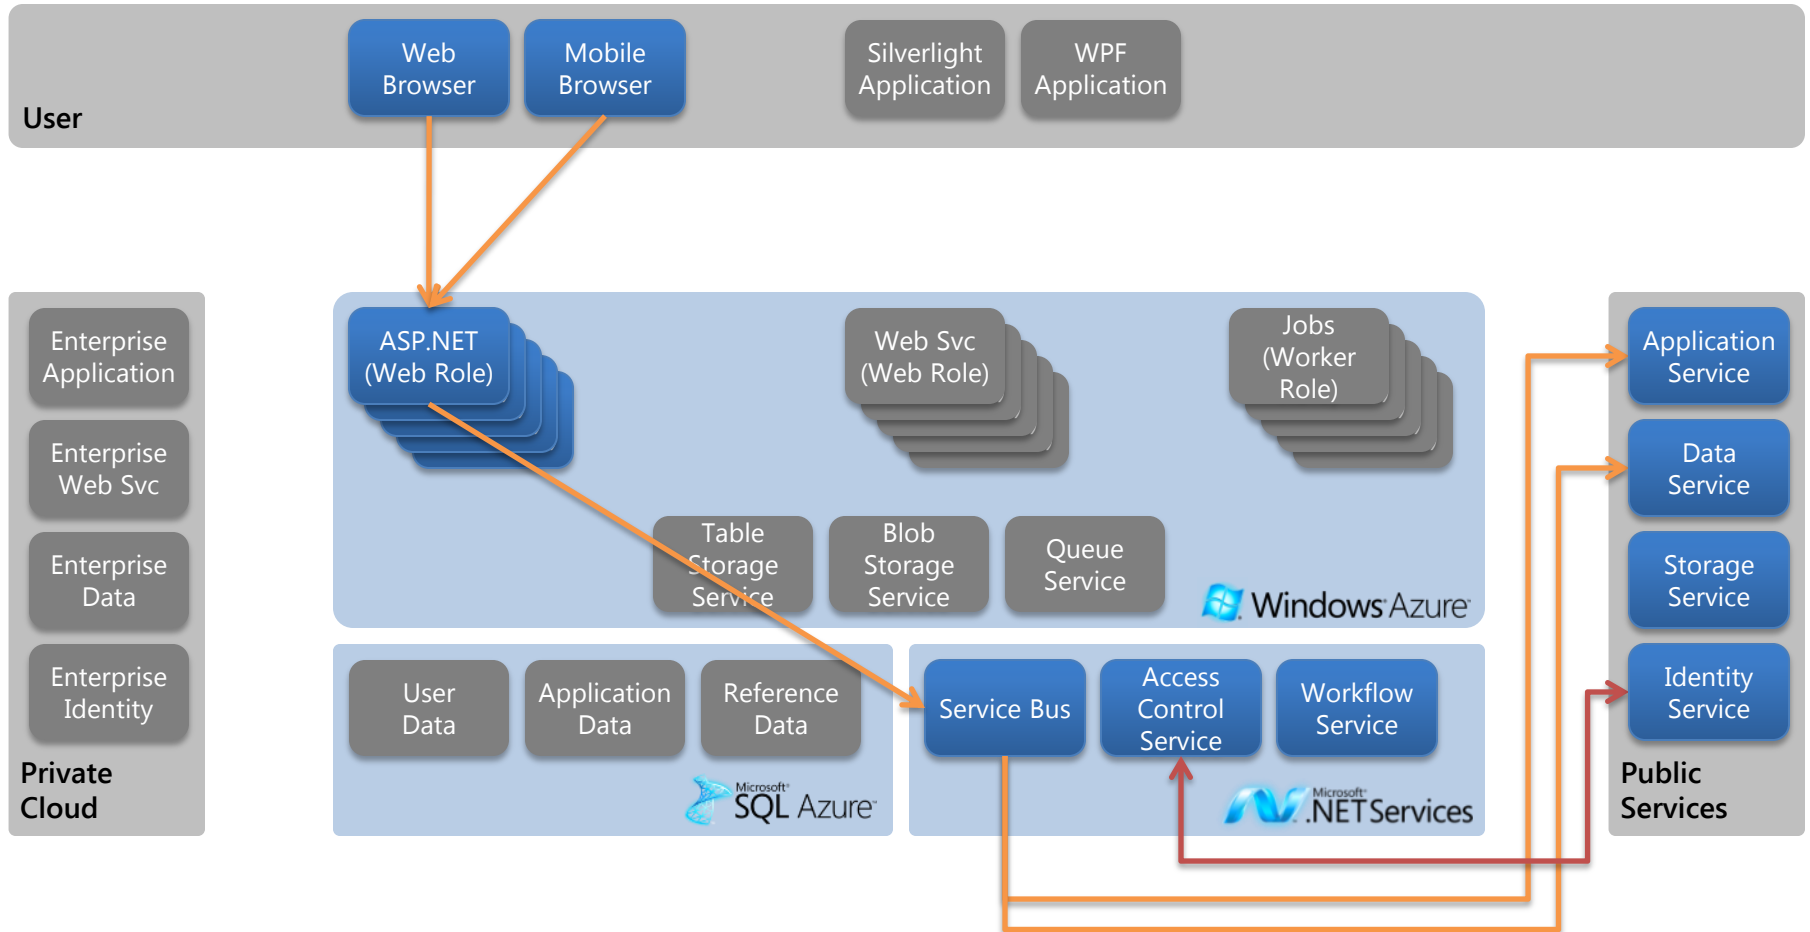 Web
Browser
Mobile
Browser
Silverlight
Application
WPF
Application
User
Enterprise
Application
Enterprise
Web Svc
Enterprise
Data
Enterprise
Identity
Private
Cloud
ASP.NET
(Web Role)
Web Svc
(Web Role)
Jobs
(Worker
Role)
Table
Storage
Service
Blob
Storage
Service
Queue
Service
Windows Azure™
User
Data
Application
Data
Reference
Data
Microsoft®
SQL Azure™
Service Bus
Access
Control
Service
Workflow
Service
Microsoft®
.NET Services
Application
Service
Data
Service
Storage
Service
Identity
Service
Public
Services